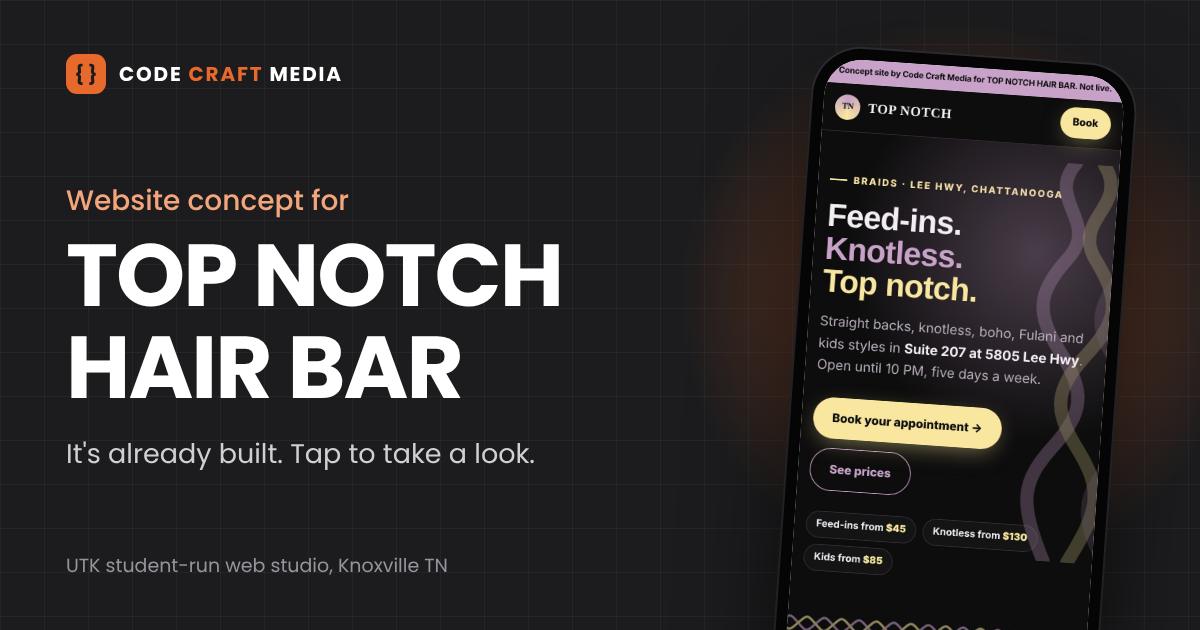 { } CODE CRAFT MEDIA
Website concept for
TOP NOTCH
HAIR BAR
It's already built. Tap to take a look.
UTK student-run web studio, Knoxville TN
Concept site by Code Craft Media for TOP NOTCH HAIR BAR. Not live.
TN TOP NOTCH Book
BRAIDS · LEE HWY, CHATTANOOGA
Feed-ins.
Knotless.
Top notch.
Straight backs, knotless, boho, Fulani and
kids styles in Suite 207 at 5805 Lee Hwy.
Open until 10 PM, five days a week.
Book your appointment →
See prices
Feed-ins from $45 Knotless from $130
Kids from $85